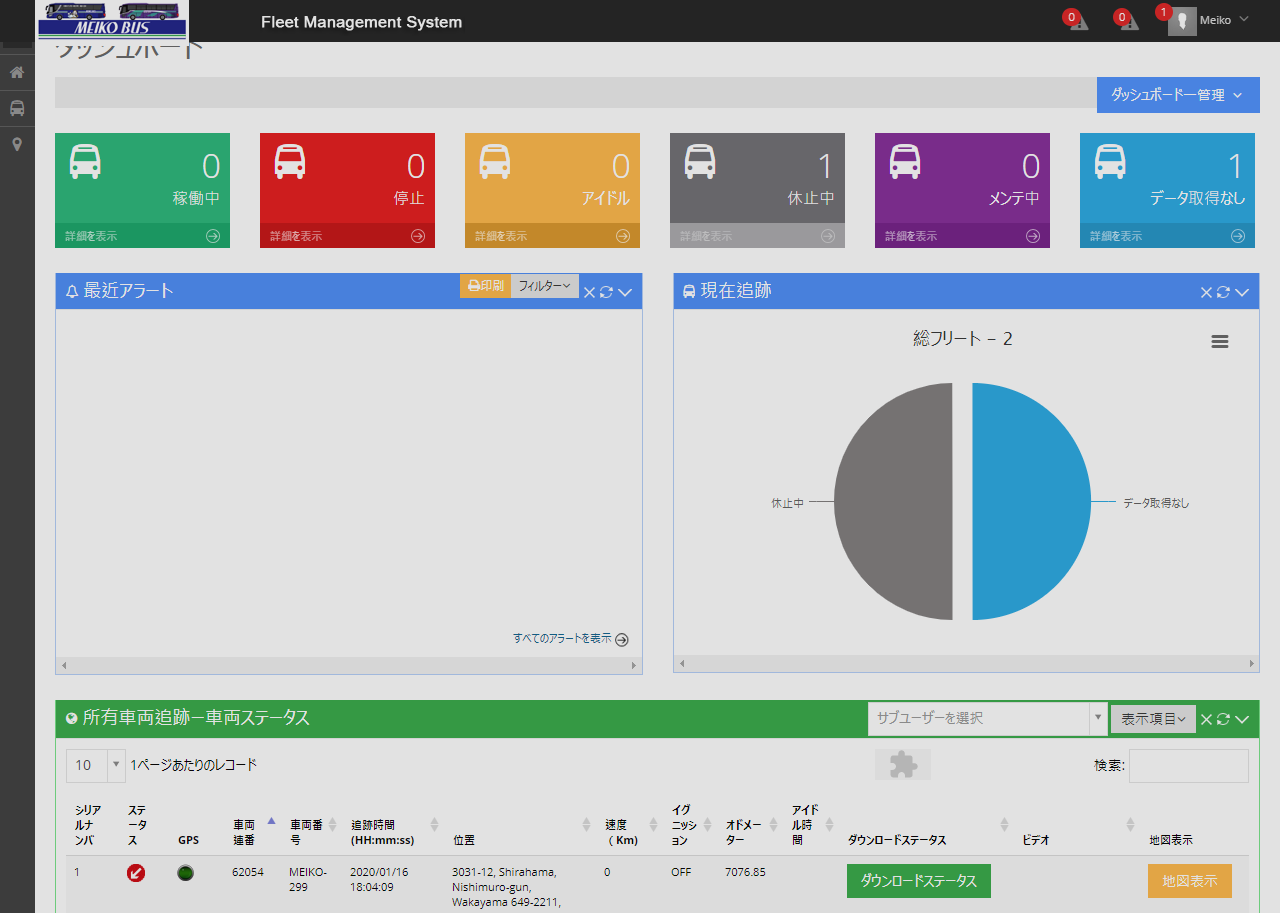 MEIKO BUS
Fleet Management System
0
0
1
Meiko
ダッシュボード
ダッシュボード一管理
0
稼働中
詳細を表示
0
停止
詳細を表示
0
アイドル
詳細を表示
1
休止中
詳細を表示
0
メンテ中
詳細を表示
1
データ取得なし
詳細を表示
最近アラート
印刷
フィルター
現在追跡
総フリート – 2
休止中
データ取得なし
すべてのアラートを表示
所有車両追跡ー車両ステータス
サブユーザーを選択
表示項目
10
1ページあたりのレコード
検索:
シリア
ルナ
ンバ
ステ
ータ
ス
GPS
車両
連番
車両番
号
追跡時間
(HH:mm:ss)
位置
速度
( Km)
イグ
ニッシ
ョン
オドメー
ター
アイド
ル時
間
ダウンロードステータス
ビデオ
地図表示
1
62054
MEIKO-
299
2020/01/16
18:04:09
3031-12, Shirahama,
Nishimuro-gun,
Wakayama 649-2211,
0
OFF
7076.85
ダウンロードステータス
地図表示